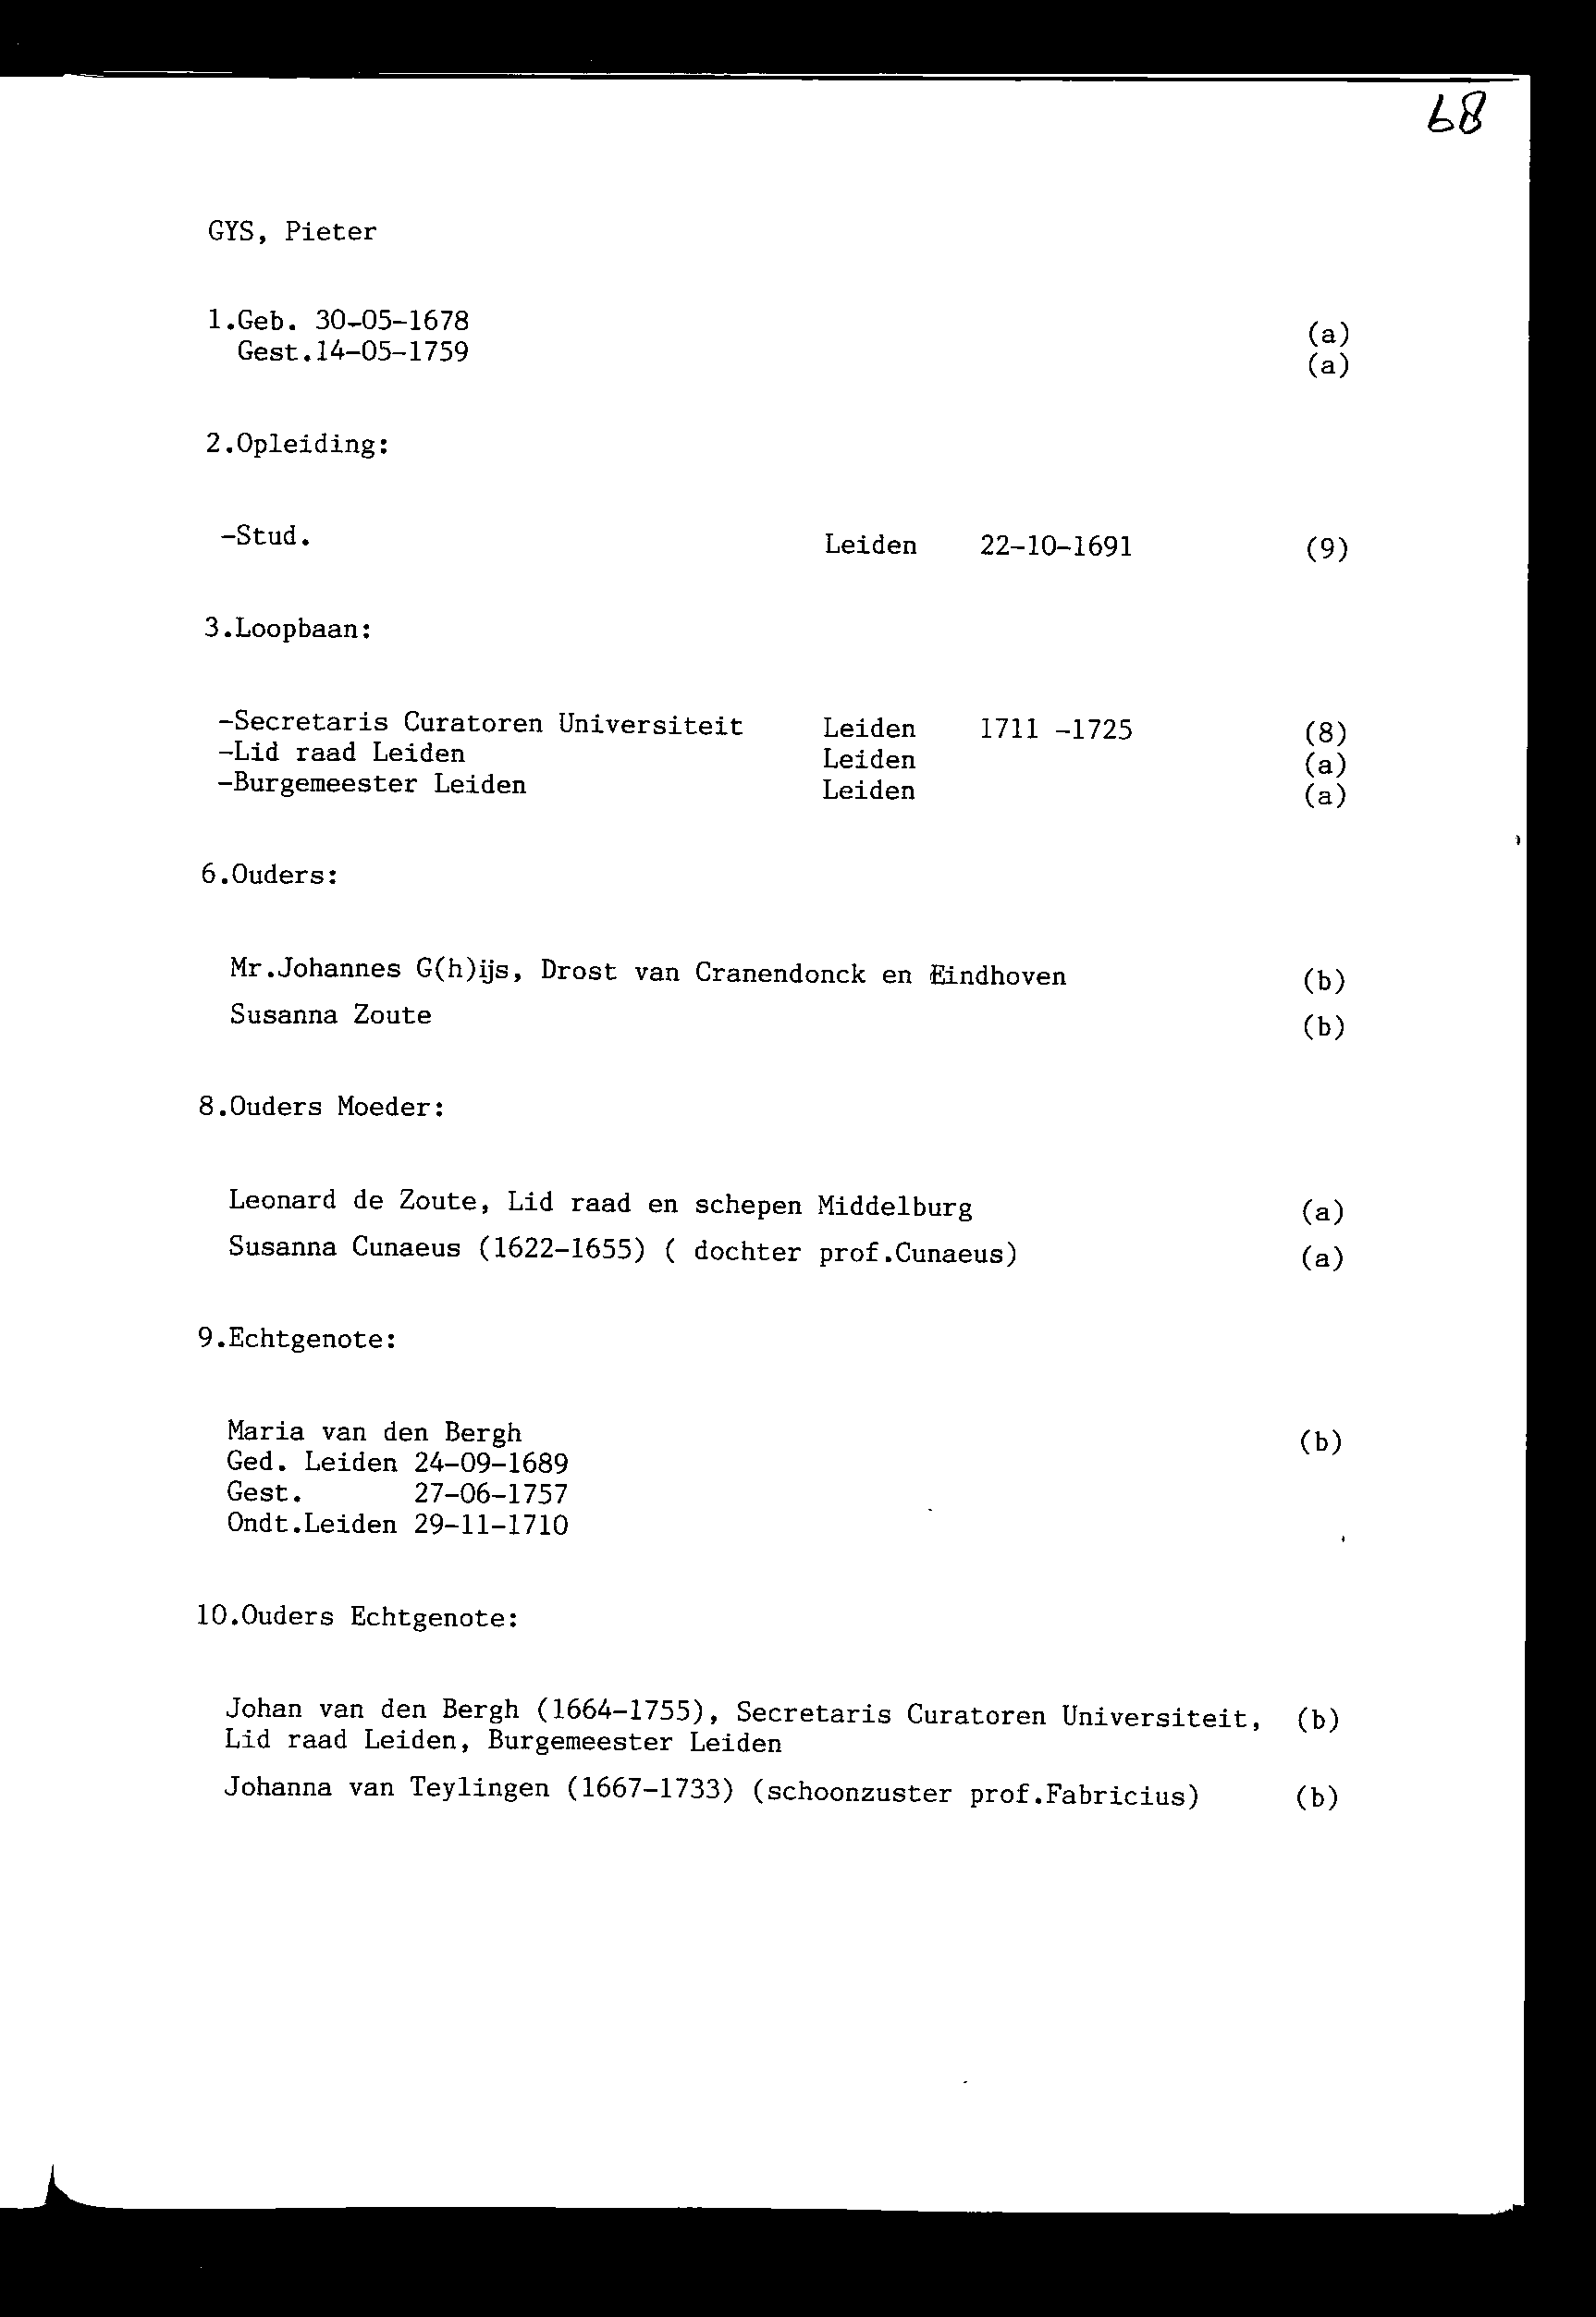 68
GYS, Pieter
1.Geb. 30-05-1678 (a)
Gest.14-05-1759 (a)
2.Opleiding:
-Stud. Leiden 22-10-1691 (9)
3.Loopbaan:
-Secretaris Curatoren Universiteit Leiden 1711 -1725 (8)
-Lid raad Leiden Leiden (a)
-Burgemeester Leiden Leiden (a)
6.Ouders:
Mr.Johannes G(h)ijs, Drost van Cranendonck en Eindhoven (b)
Susanna Zoute (b)
8.Ouders Moeder:
Leonard de Zoute, Lid raad en schepen Middelburg (a)
Susanna Cunaeus (1622-1655) ( dochter prof.Cunaeus) (a)
9.Echtgenote:
Maria van den Bergh (b)
Ged. Leiden 24-09-1689
Gest. 27-06-1757
Ondt.Leiden 29-11-1710
10.Ouders Echtgenote:
Johan van den Bergh (1664-1755), Secretaris Curatoren Universiteit, (b)
Lid raad Leiden, Burgemeester Leiden
Johanna van Teylingen (1667-1733) (schoonzuster prof.Fabricius) (b)